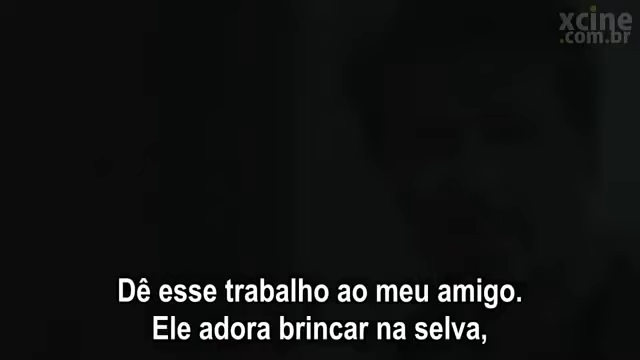 xcine
.com.br
Dê esse trabalho ao meu amigo.
Ele adora brincar na selva,